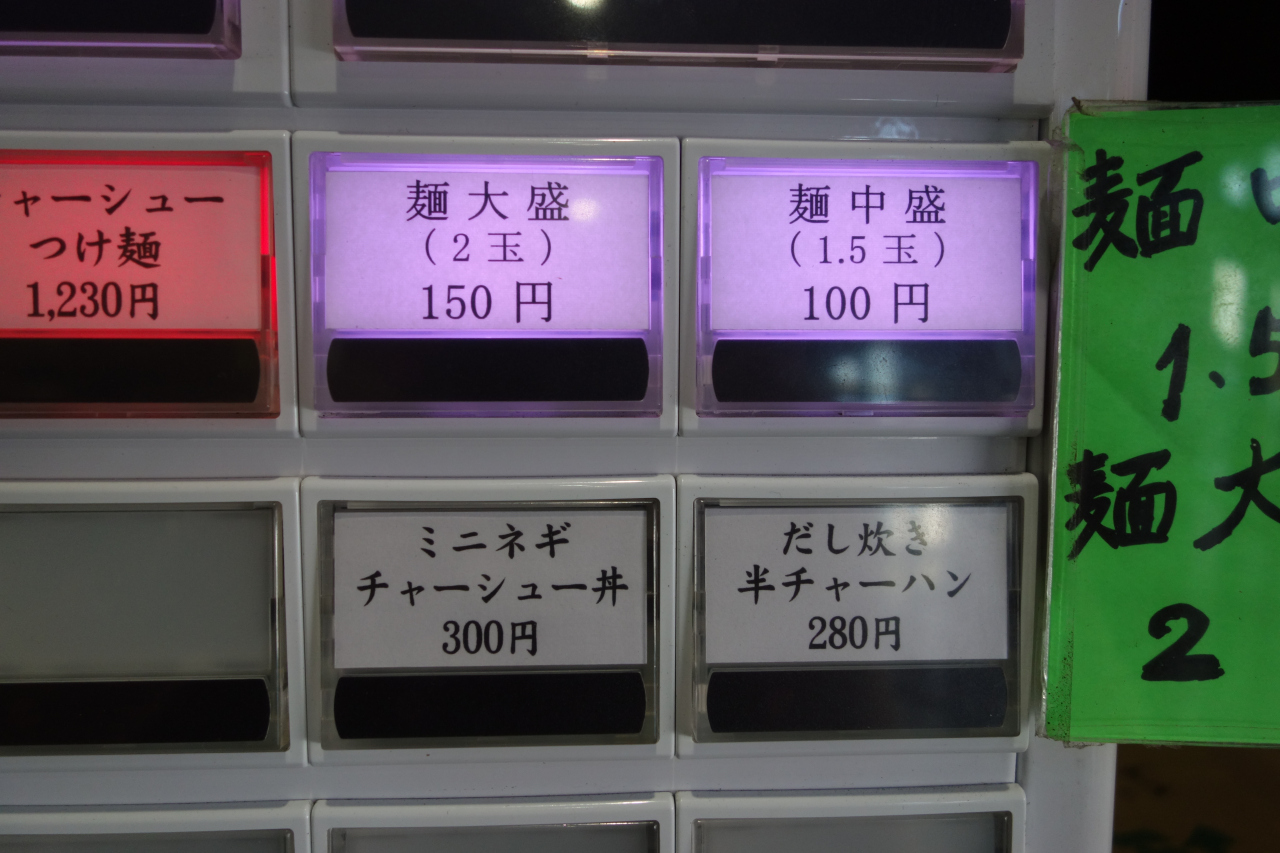 ャーシュー
つけ麺
1,230円
麺大盛
(2玉)
150円
麺中盛
(1.5玉)
100円
ミニネギ
チャーシュー丼
300円
だし炊き
半チャーハン
280円
麺
1.5
麺大
2